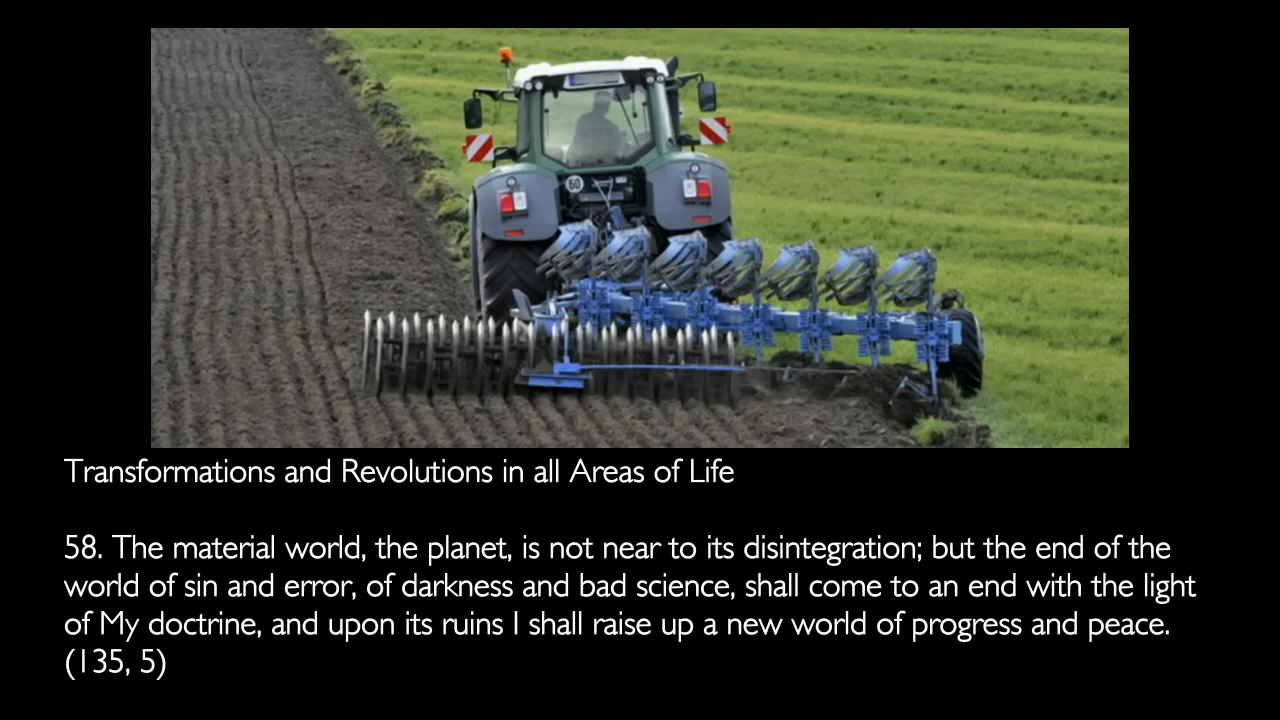 60
Transformations and Revolutions in all Areas of Life
58. The material world, the planet, is not near to its disintegration; but the end of the
world of sin and error, of darkness and bad science, shall come to an end with the light
of My doctrine, and upon its ruins I shall raise up a new world of progress and peace.
(135, 5)